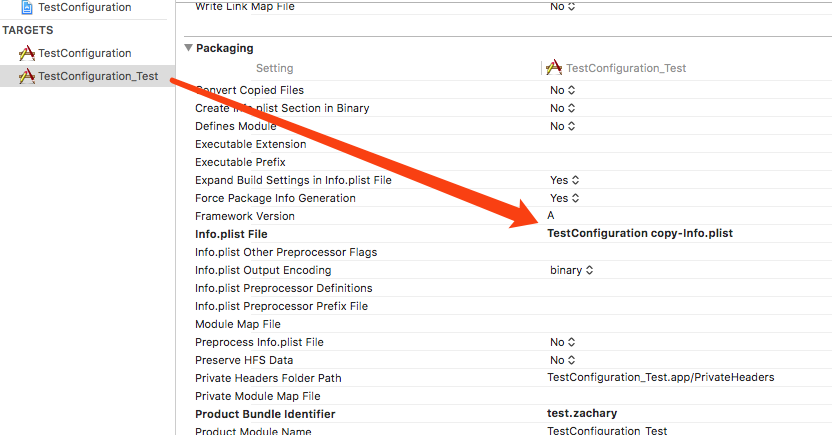 TestConfiguration
Write Link Map File No
TARGETS
TestConfiguration
TestConfiguration_Test
Packaging
Setting TestConfiguration_Test
Convert Copied Files No
Create Info.plist Section in Binary No
Defines Module No
Executable Extension
Executable Prefix
Expand Build Settings in Info.plist File Yes
Force Package Info Generation Yes
Framework Version A
Info.plist File TestConfiguration copy-Info.plist
Info.plist Other Preprocessor Flags
Info.plist Output Encoding binary
Info.plist Preprocessor Definitions
Info.plist Preprocessor Prefix File
Module Map File
Preprocess Info.plist File No
Preserve HFS Data No
Private Headers Folder Path TestConfiguration_Test.app/PrivateHeaders
Private Module Map File
Product Bundle Identifier test.zachary
Product Module Name TestConfiguration_Test